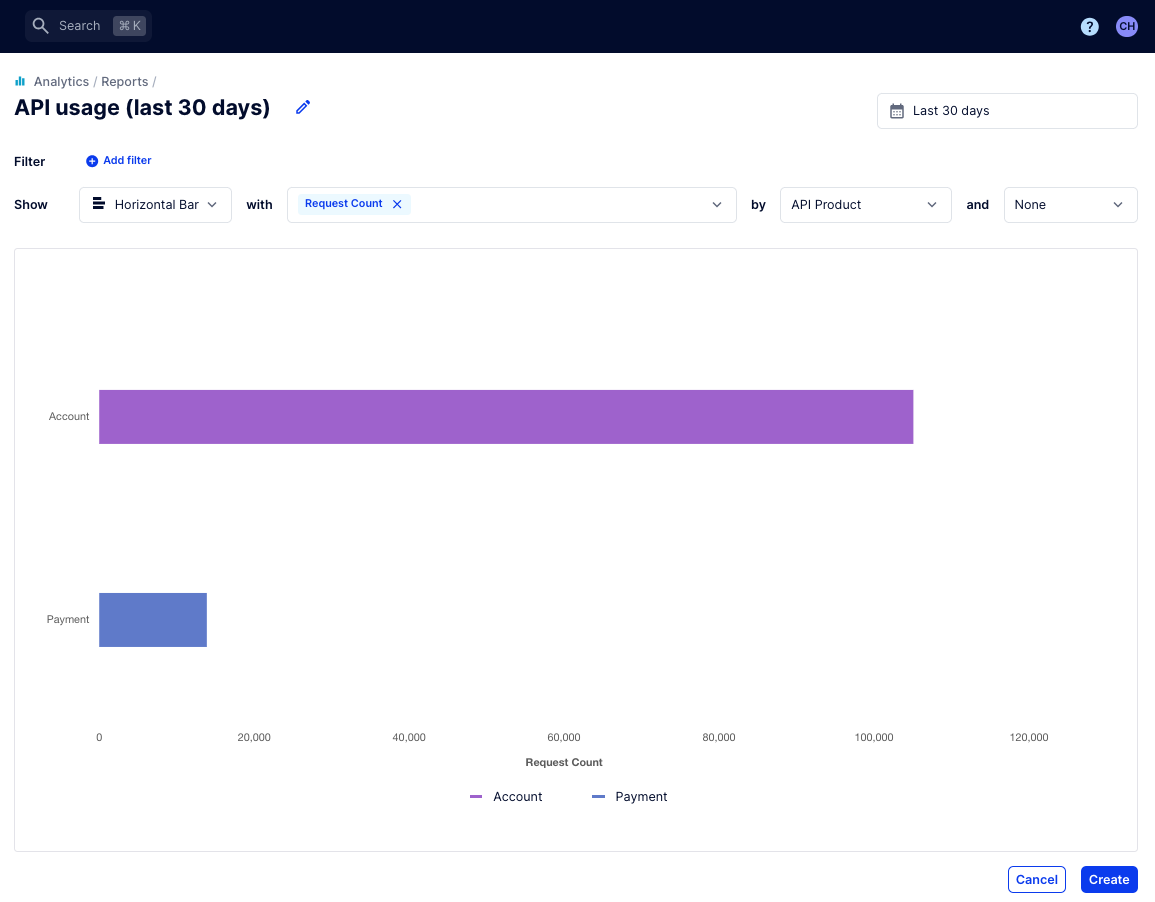 Search ⌘ K
? CH
Analytics / Reports /
API usage (last 30 days)
Last 30 days
Filter Add filter
Show Horizontal Bar with Request Count by API Product and None
Account
Payment
0 20,000 40,000 60,000 80,000 100,000 120,000
Request Count
Account Payment
Cancel Create